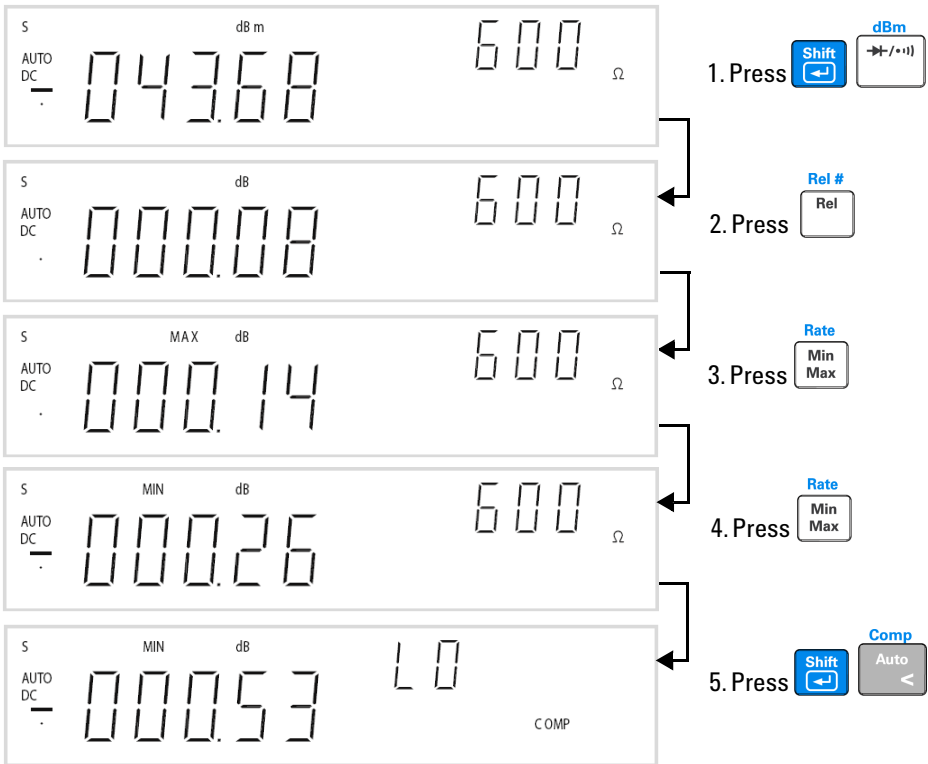 S dBm
600
AUTO
DC
043.68
Ω
1. Press Shift dBm
S dB
600
AUTO
DC
000.08
Ω
2. Press Rel #
Rel
S MAX dB
600
AUTO
DC
000.14
Ω
3. Press Rate
Min
Max
S MIN dB
600
AUTO
DC
000.26
Ω
4. Press Rate
Min
Max
S MIN dB
LO
AUTO
DC
000.53
COMP
5. Press Shift Comp
Auto
<